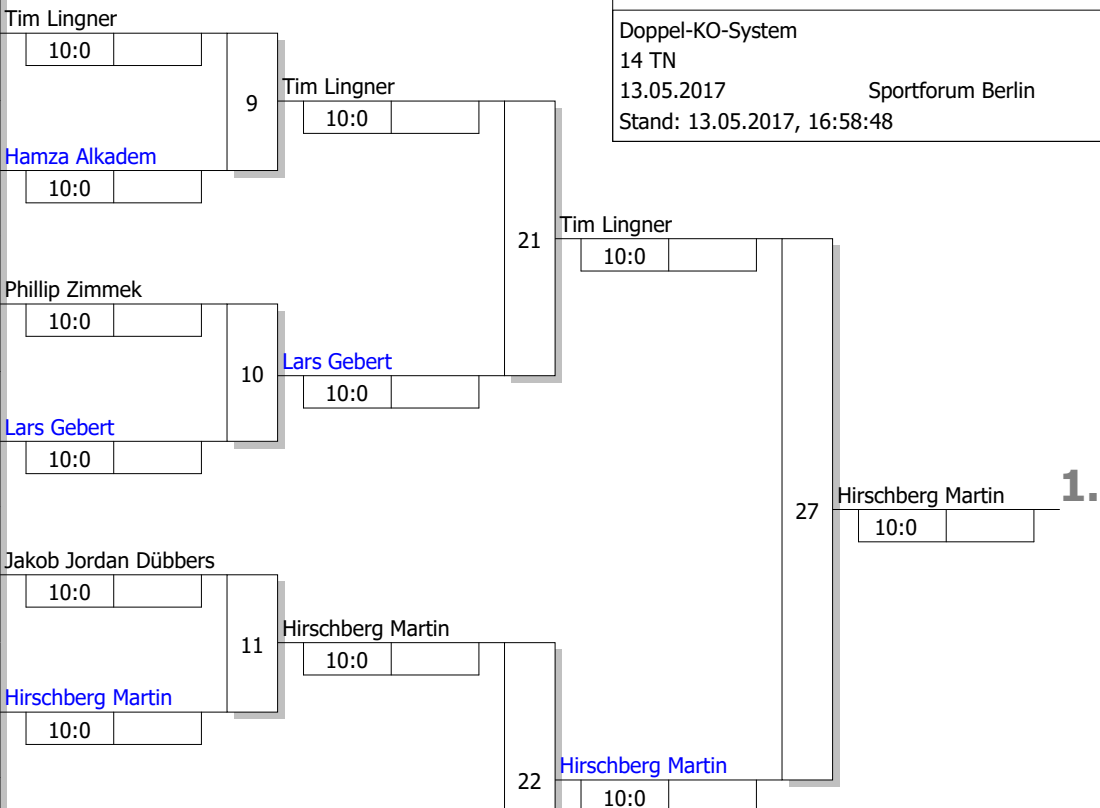 Tim Lingner
10:0
9
Hamza Alkadem
10:0
Phillip Zimmek
10:0
10
Lars Gebert
10:0
Jakob Jordan Dübbers
10:0
11
Hirschberg Martin
10:0
Tim Lingner
10:0
21
Lars Gebert
10:0
Hirschberg Martin
10:0
22
Tim Lingner
10:0
27
Hirschberg Martin
10:0
Hirschberg Martin
10:0
1.
Doppel-KO-System
14 TN
13.05.2017 Sportforum Berlin
Stand: 13.05.2017, 16:58:48